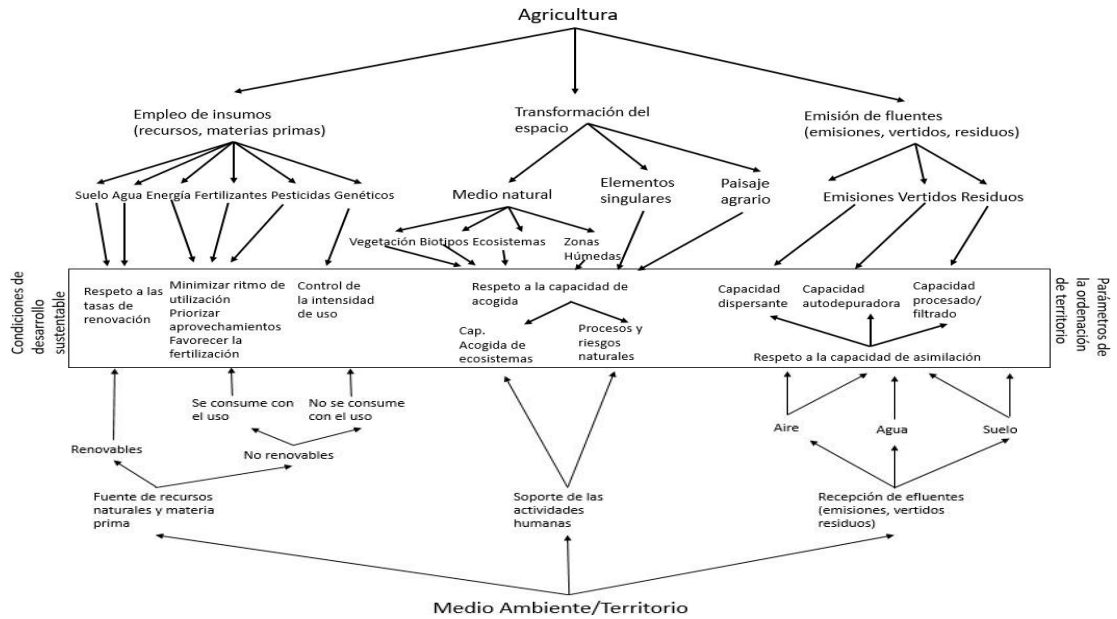 Agricultura
Empleo de insumos
(recursos, materias primas)
Transformación del
espacio
Emisión de fluentes
(emisiones, vertidos, residuos)
Suelo Agua Energía Fertilizantes Pesticidas Genéticos
Medio natural
Elementos
singulares
Paisaje
agrario
Emisiones Vertidos Residuos
Vegetación Biotipos Ecosistemas
Zonas
Húmedas
Condiciones de
desarrollo
sustentable
Respeto a las
tasas de
renovación
Minimizar ritmo de
utilización
Priorizar
aprovechamientos
Favorecer la
fertilización
Control de
la intensidad
de uso
Respeto a la capacidad de
acogida
Cap.
Acogida de
ecosistemas
Procesos y
riesgos
naturales
Capacidad
dispersante
Capacidad
autodepuradora
Capacidad
procesado/
filtrado
Respeto a la capacidad de asimilación
Parámetros de
la ordenación
de territorio
Se consume con
el uso
No se consume
con el uso
Renovables
No renovables
Aire
Agua
Suelo
Fuente de recursos
naturales y materia
prima
Soporte de las
actividades
humanas
Recepción de efluentes
(emisiones, vertidos
residuos)
Medio Ambiente/Territorio